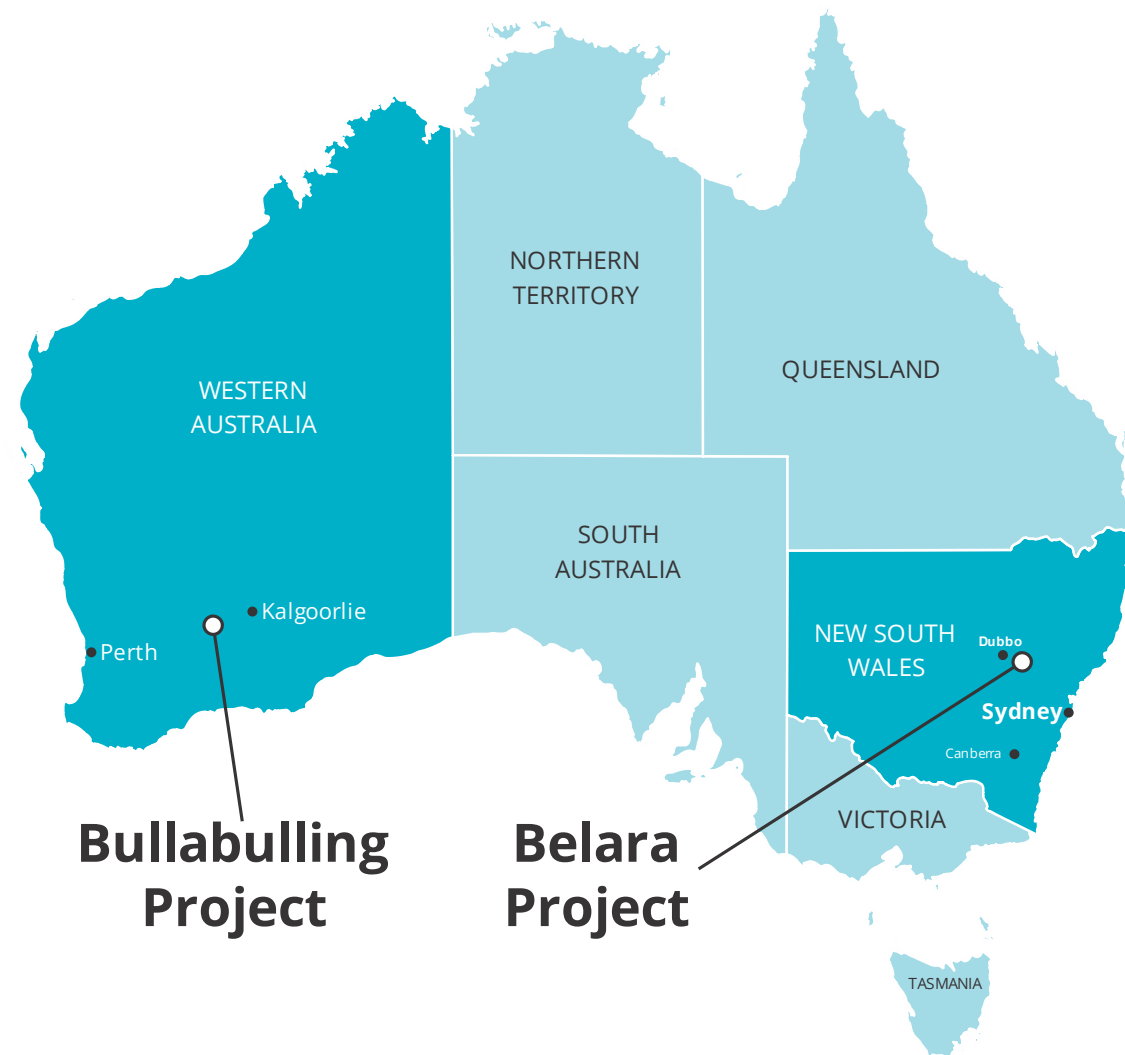 NORTHERN
TERRITORY
QUEENSLAND
WESTERN
AUSTRALIA
SOUTH
AUSTRALIA
Kalgoorlie
Perth
NEW SOUTH
WALES
Dubbo
Sydney
Canberra
VICTORIA
Bullabulling
Project
Belara
Project
TASMANIA